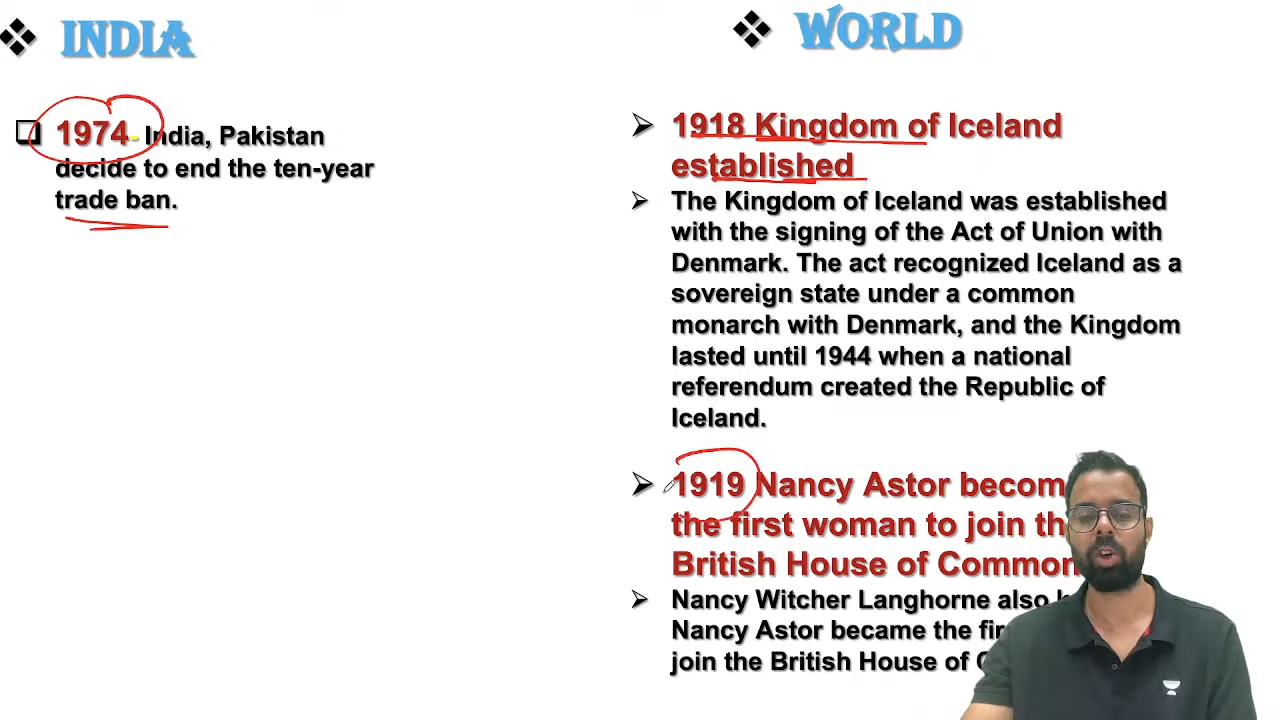 INDIA
1974- India, Pakistan
decide to end the ten-year
trade ban.
WORLD
1918 Kingdom of Iceland
established
The Kingdom of Iceland was established
with the signing of the Act of Union with
Denmark. The act recognized Iceland as a
sovereign state under a common
monarch with Denmark, and the Kingdom
lasted until 1944 when a national
referendum created the Republic of
Iceland.
1919 Nancy Astor becom
the first woman to join th
British House of Common
Nancy Witcher Langhorne also
Nancy Astor became the fir
join the British House of